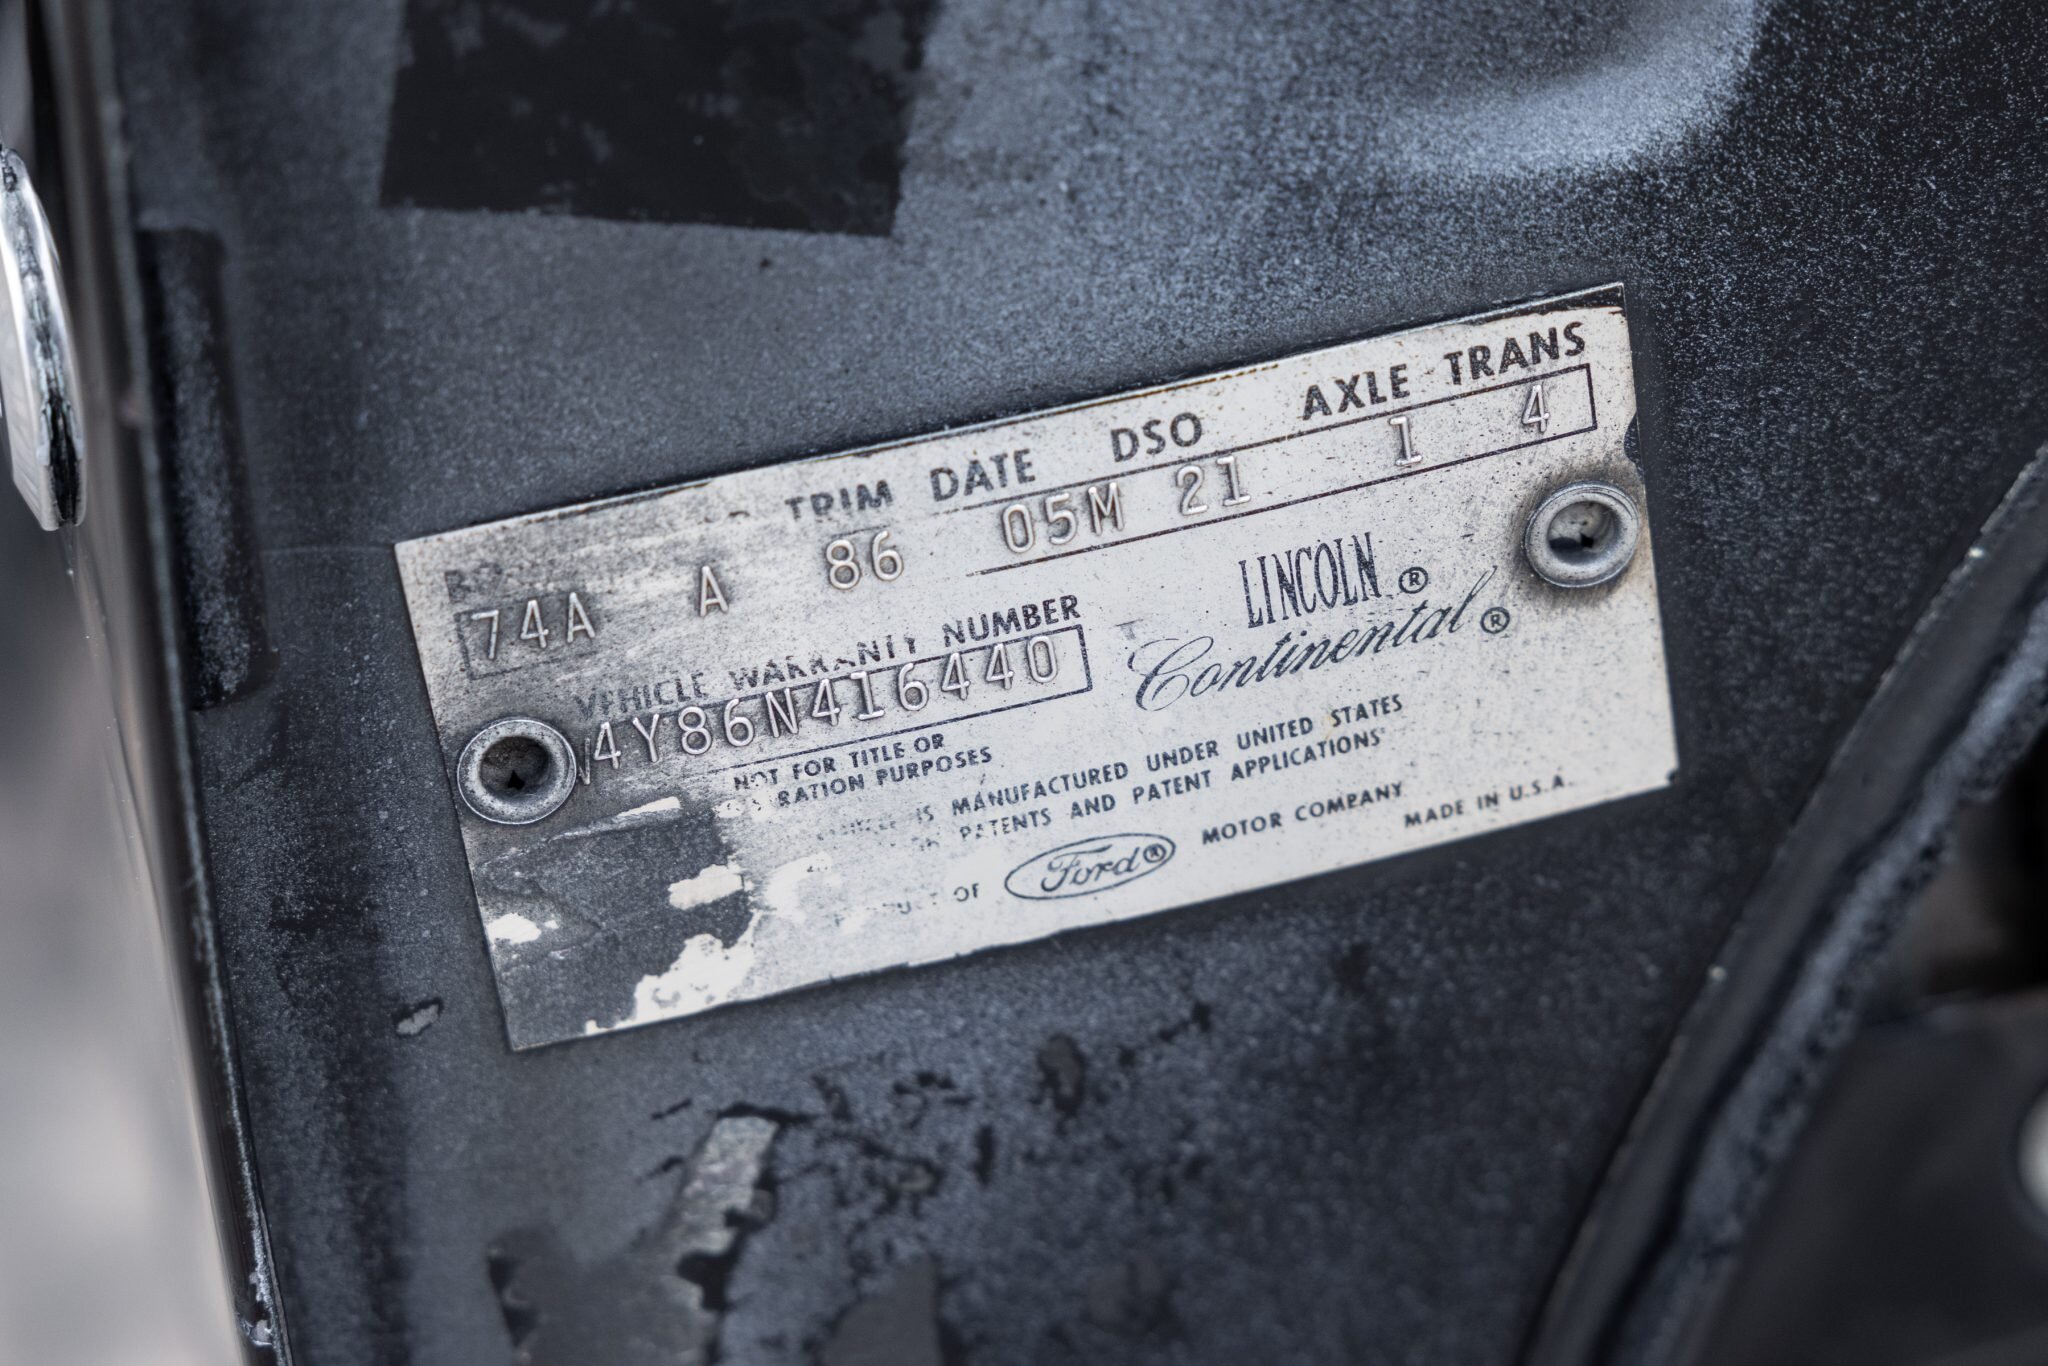 TRIM DATE DSO AXLE TRANS
74A A 86 05M 21 1 4
VEHICLE WARRANTY NUMBER
4Y86N416440
LINCOLN ®
Continental ®
NOT FOR TITLE OR
RATION PURPOSES
IS MANUFACTURED UNDER UNITED STATES
PATENTS AND PATENT APPLICATIONS
OF Ford ® MOTOR COMPANY
MADE IN U.S.A.